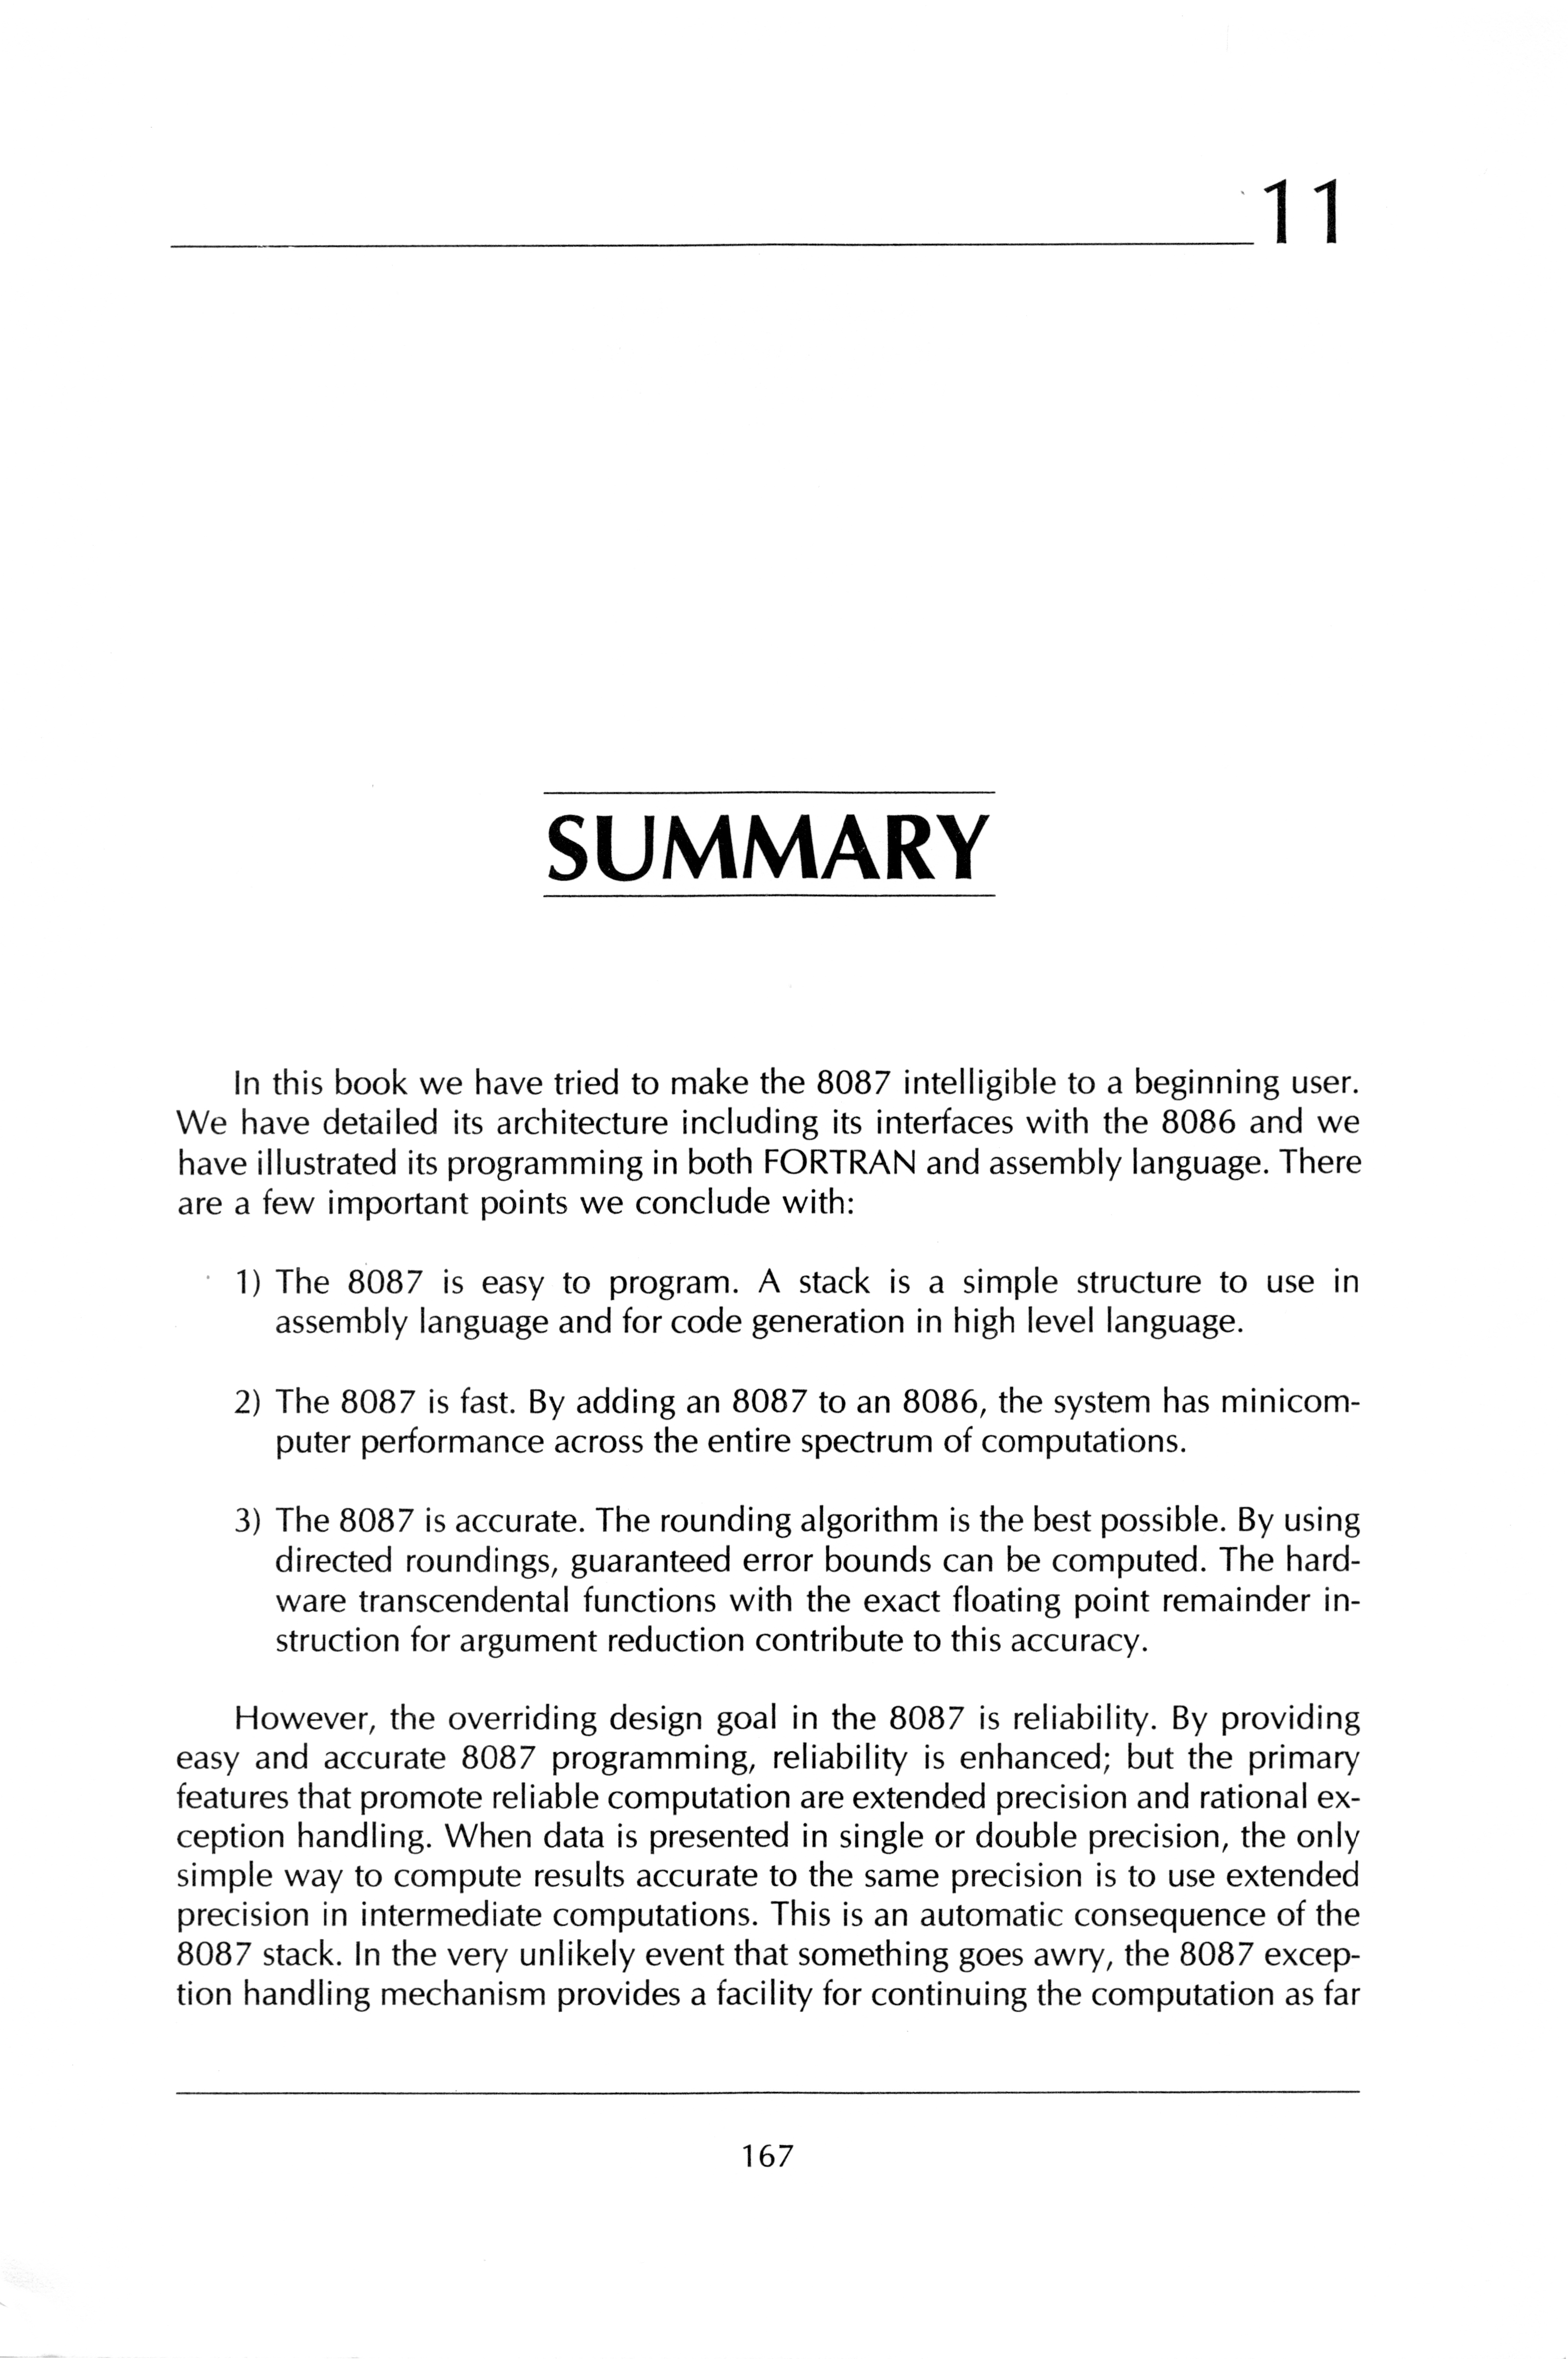 11
SUMMARY
In this book we have tried to make the 8087 intelligible to a beginning user.
We have detailed its architecture including its interfaces with the 8086 and we
have illustrated its programming in both FORTRAN and assembly language. There
are a few important points we conclude with:
1) The 8087 is easy to program. A stack is a simple structure to use in
assembly language and for code generation in high level language.
2) The 8087 is fast. By adding an 8087 to an 8086, the system has minicom-
puter performance across the entire spectrum of computations.
3) The 8087 is accurate. The rounding algorithm is the best possible. By using
directed roundings, guaranteed error bounds can be computed. The hard-
ware transcendental functions with the exact floating point remainder in-
struction for argument reduction contribute to this accuracy.
However, the overriding design goal in the 8087 is reliability. By providing
easy and accurate 8087 programming, reliability is enhanced; but the primary
features that promote reliable computation are extended precision and rational ex-
ception handling. When data is presented in single or double precision, the only
simple way to compute results accurate to the same precision is to use extended
precision in intermediate computations. This is an automatic consequence of the
8087 stack. In the very unlikely event that something goes awry, the 8087 excep-
tion handling mechanism provides a facility for continuing the computation as far
167